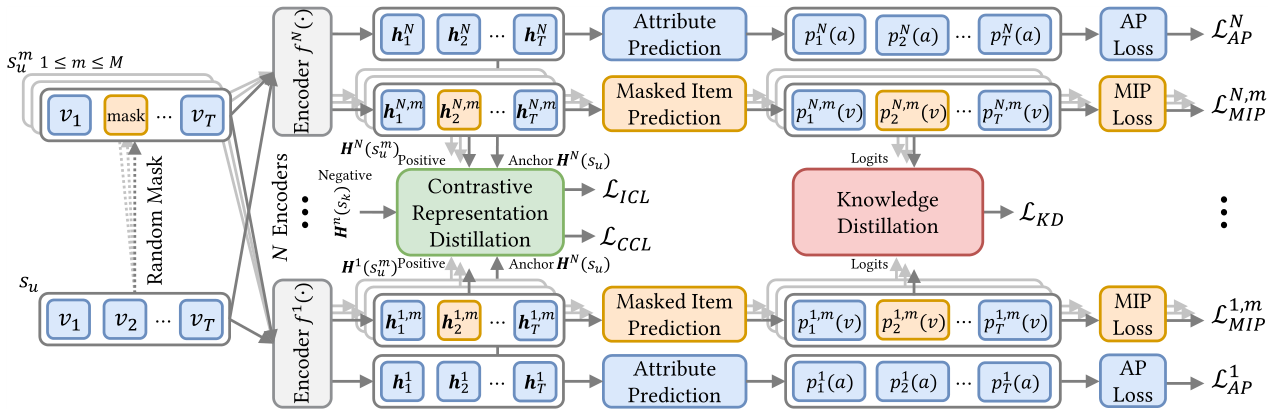 s_u^m 1 ≤ m ≤ M
v_1 mask ... v_T
Random Mask
s_u
v_1 v_2 ... v_T
Encoder f^N(·)
N Encoders
...
Encoder f^1(·)
h_1^N h_2^N ... h_T^N
Attribute Prediction
p_1^N(a) p_2^N(a) ... p_T^N(a)
AP Loss
ℒ_AP^N
h_1^{N,m} h_2^{N,m} ... h_T^{N,m}
Masked Item Prediction
p_1^{N,m}(v) p_2^{N,m}(v) ... p_T^{N,m}(v)
MIP Loss
ℒ_MIP^{N,m}
H^N(s_u^m) Positive
Anchor H^N(s_u)
Logits
Negative
H^n(s_k)
Contrastive
Representation
Distillation
ℒ_ICL
ℒ_CCL
Knowledge
Distillation
ℒ_KD
...
H^1(s_u^m) Positive
Anchor H^N(s_u)
Logits
h_1^{1,m} h_2^{1,m} ... h_T^{1,m}
Masked Item Prediction
p_1^{1,m}(v) p_2^{1,m}(v) ... p_T^{1,m}(v)
MIP Loss
ℒ_MIP^{1,m}
h_1^1 h_2^1 ... h_T^1
Attribute Prediction
p_1^1(a) p_2^1(a) ... p_T^1(a)
AP Loss
ℒ_AP^1